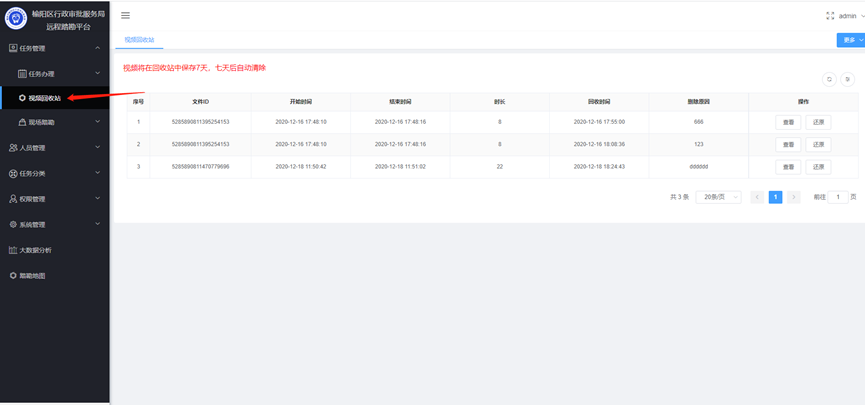 榆阳区行政审批服务局
远程踏勘平台
admin
任务管理
任务办理
视频回收站
现场踏勘
人员管理
任务分类
权限管理
系统管理
大数据分析
踏勘地图
视频回收站
更多
视频将在回收站中保存7天，七天后自动清除
序号 文件ID 开始时间 结束时间 时长 回收时间 删除原因 操作
1 5285890811395254153 2020-12-16 17:48:10 2020-12-16 17:48:16 8 2020-12-16 17:55:00 666 查看 还原
2 5285890811395254153 2020-12-16 17:48:10 2020-12-16 17:48:16 8 2020-12-16 18:08:36 123 查看 还原
3 5285890811470779696 2020-12-18 11:50:42 2020-12-18 11:51:02 22 2020-12-18 18:24:43 dddddd 查看 还原
共 3 条 20条/页 1 前往 1 页